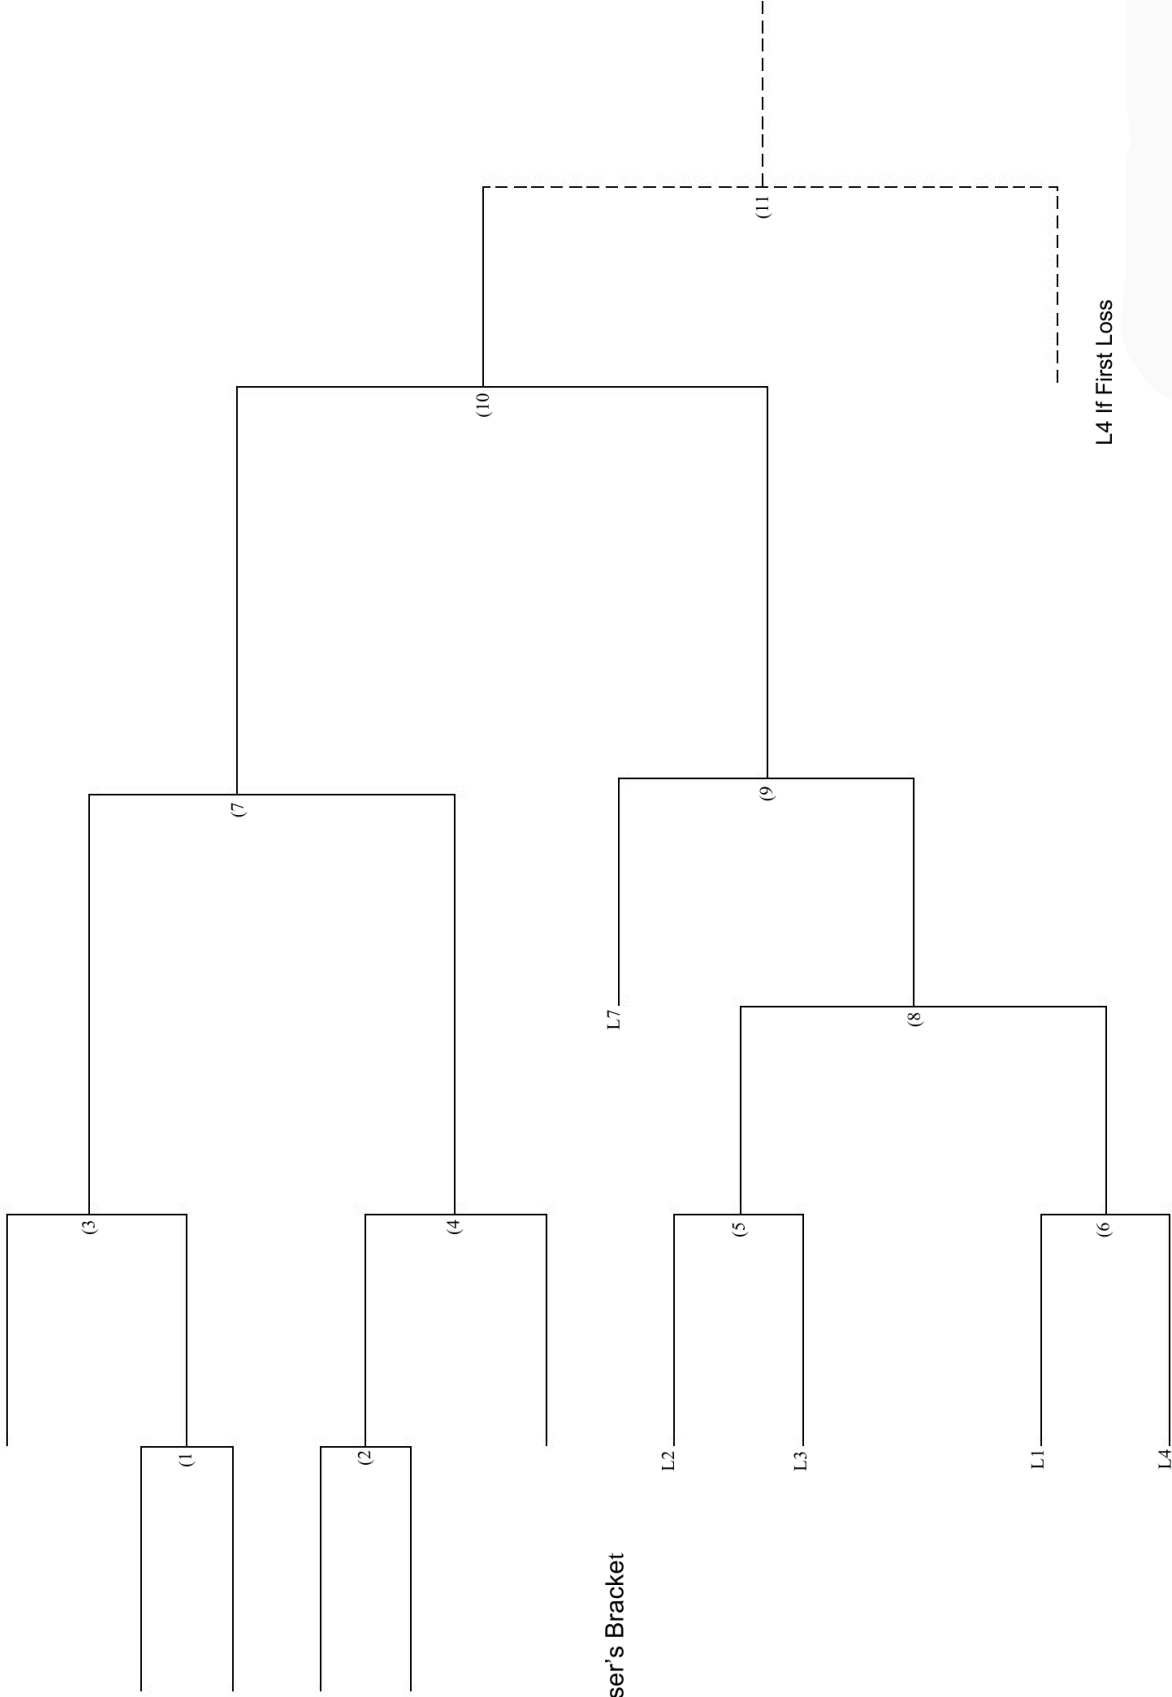 (1
(2
(3
(4
(7
(10
(11
L4 If First Loss
ser's Bracket
L2
L3
L1
L4
(5
(6
L7
(8
(9